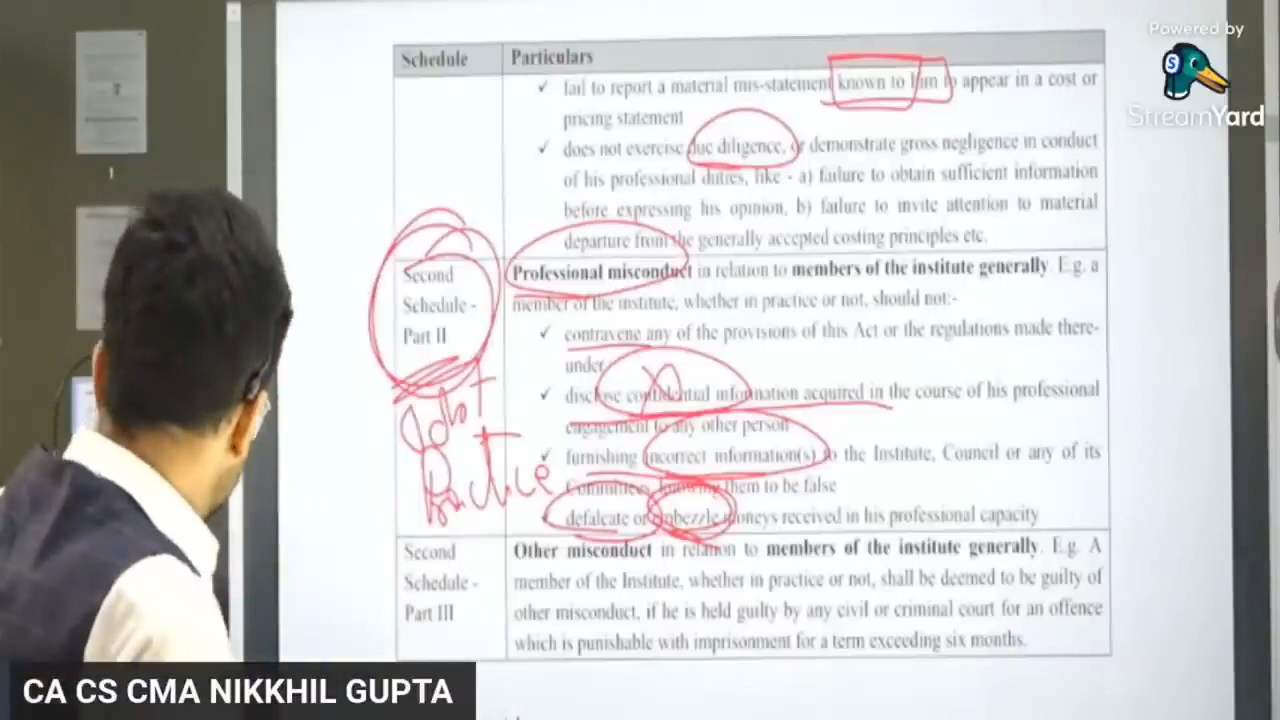 Powered by
StreamYard
Schedule
Particulars
✓ fail to report a material mis-statement known to him to appear in a cost or
pricing statement
✓ does not exercise due diligence, or demonstrate gross negligence in conduct
of his professional duties, like - a) failure to obtain sufficient information
before expressing his opinion, b) failure to invite attention to material
departure from the generally accepted costing principles etc.
Second
Schedule -
Part II
Professional misconduct in relation to members of the institute generally. E.g. a
member of the institute, whether in practice or not, should not:-
✓ contravene any of the provisions of this Act or the regulations made there-
under
✓ disclose confidential information acquired in the course of his professional
engagement to any other person
✓ furnishing incorrect information(s) to the Institute, Council or any of its
Committees, knowing them to be false
✓ defalcate or embezzle moneys received in his professional capacity
Job +
Practice
Second
Schedule -
Part III
Other misconduct in relation to members of the institute generally. E.g. A
member of the Institute, whether in practice or not, shall be deemed to be guilty of
other misconduct, if he is held guilty by any civil or criminal court for an offence
which is punishable with imprisonment for a term exceeding six months.
CA CS CMA NIKKHIL GUPTA